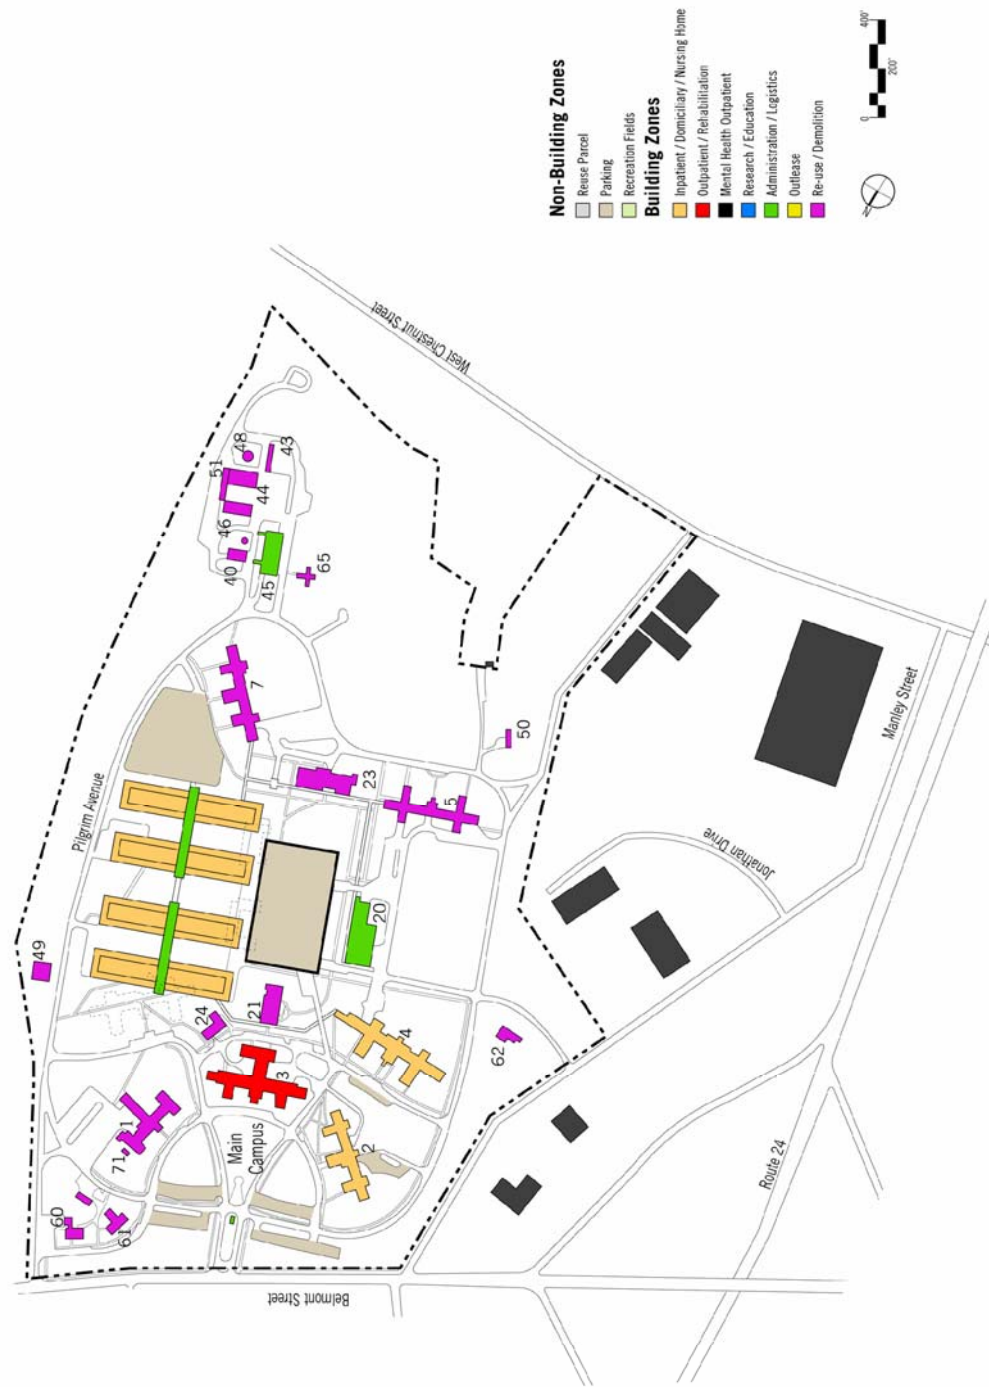 Non-Building Zones
Reuse Parcel
Parking
Recreation Fields
Building Zones
Inpatient / Domiciliary / Nursing Home
Outpatient / Rehabilitation
Mental Health Outpatient
Research / Education
Administration / Logistics
Outlease
Re-use / Demolition
0
200'
400'
N
West Chestnut Street
Pilgrim Avenue
Belmont Street
Manley Street
Jonathan Drive
Route 24
Main
Campus
51
48
43
44
46
40
45
65
7
50
23
5
49
20
24
21
3
4
62
2
71
1
60
61